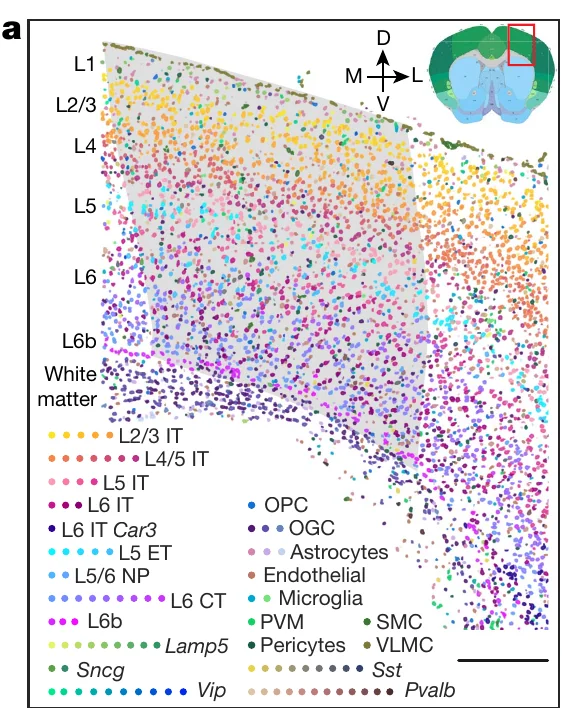 a
D
M L
V
L1
L2/3
L4
L5
L6
L6b
White
matter
L2/3 IT
L4/5 IT
L5 IT
L6 IT
L6 IT Car3
L5 ET
L5/6 NP
L6 CT
L6b
Lamp5
Sncg
Vip
OPC
OGC
Astrocytes
Endothelial
Microglia
PVM SMC
Pericytes VLMC
Sst
Pvalb